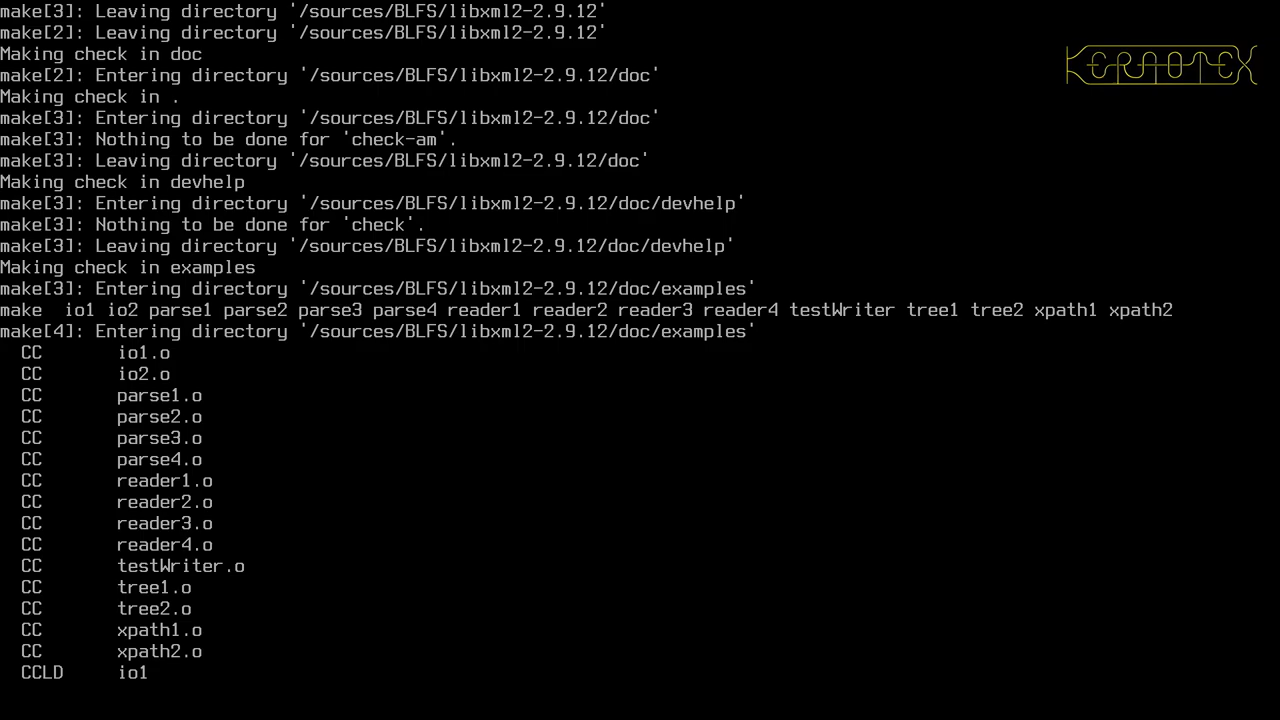 make[3]: Leaving directory '/sources/BLFS/libxml2-2.9.12'
make[2]: Leaving directory '/sources/BLFS/libxml2-2.9.12'
Making check in doc
make[2]: Entering directory '/sources/BLFS/libxml2-2.9.12/doc'
Making check in .
make[3]: Entering directory '/sources/BLFS/libxml2-2.9.12/doc'
make[3]: Nothing to be done for 'check-am'.
make[3]: Leaving directory '/sources/BLFS/libxml2-2.9.12/doc'
Making check in devhelp
make[3]: Entering directory '/sources/BLFS/libxml2-2.9.12/doc/devhelp'
make[3]: Nothing to be done for 'check'.
make[3]: Leaving directory '/sources/BLFS/libxml2-2.9.12/doc/devhelp'
Making check in examples
make[3]: Entering directory '/sources/BLFS/libxml2-2.9.12/doc/examples'
make  io1 io2 parse1 parse2 parse3 parse4 reader1 reader2 reader3 reader4 testWriter tree1 tree2 xpath1 xpath2
make[4]: Entering directory '/sources/BLFS/libxml2-2.9.12/doc/examples'
  CC       io1.o
  CC       io2.o
  CC       parse1.o
  CC       parse2.o
  CC       parse3.o
  CC       parse4.o
  CC       reader1.o
  CC       reader2.o
  CC       reader3.o
  CC       reader4.o
  CC       testWriter.o
  CC       tree1.o
  CC       tree2.o
  CC       xpath1.o
  CC       xpath2.o
  CCLD     io1